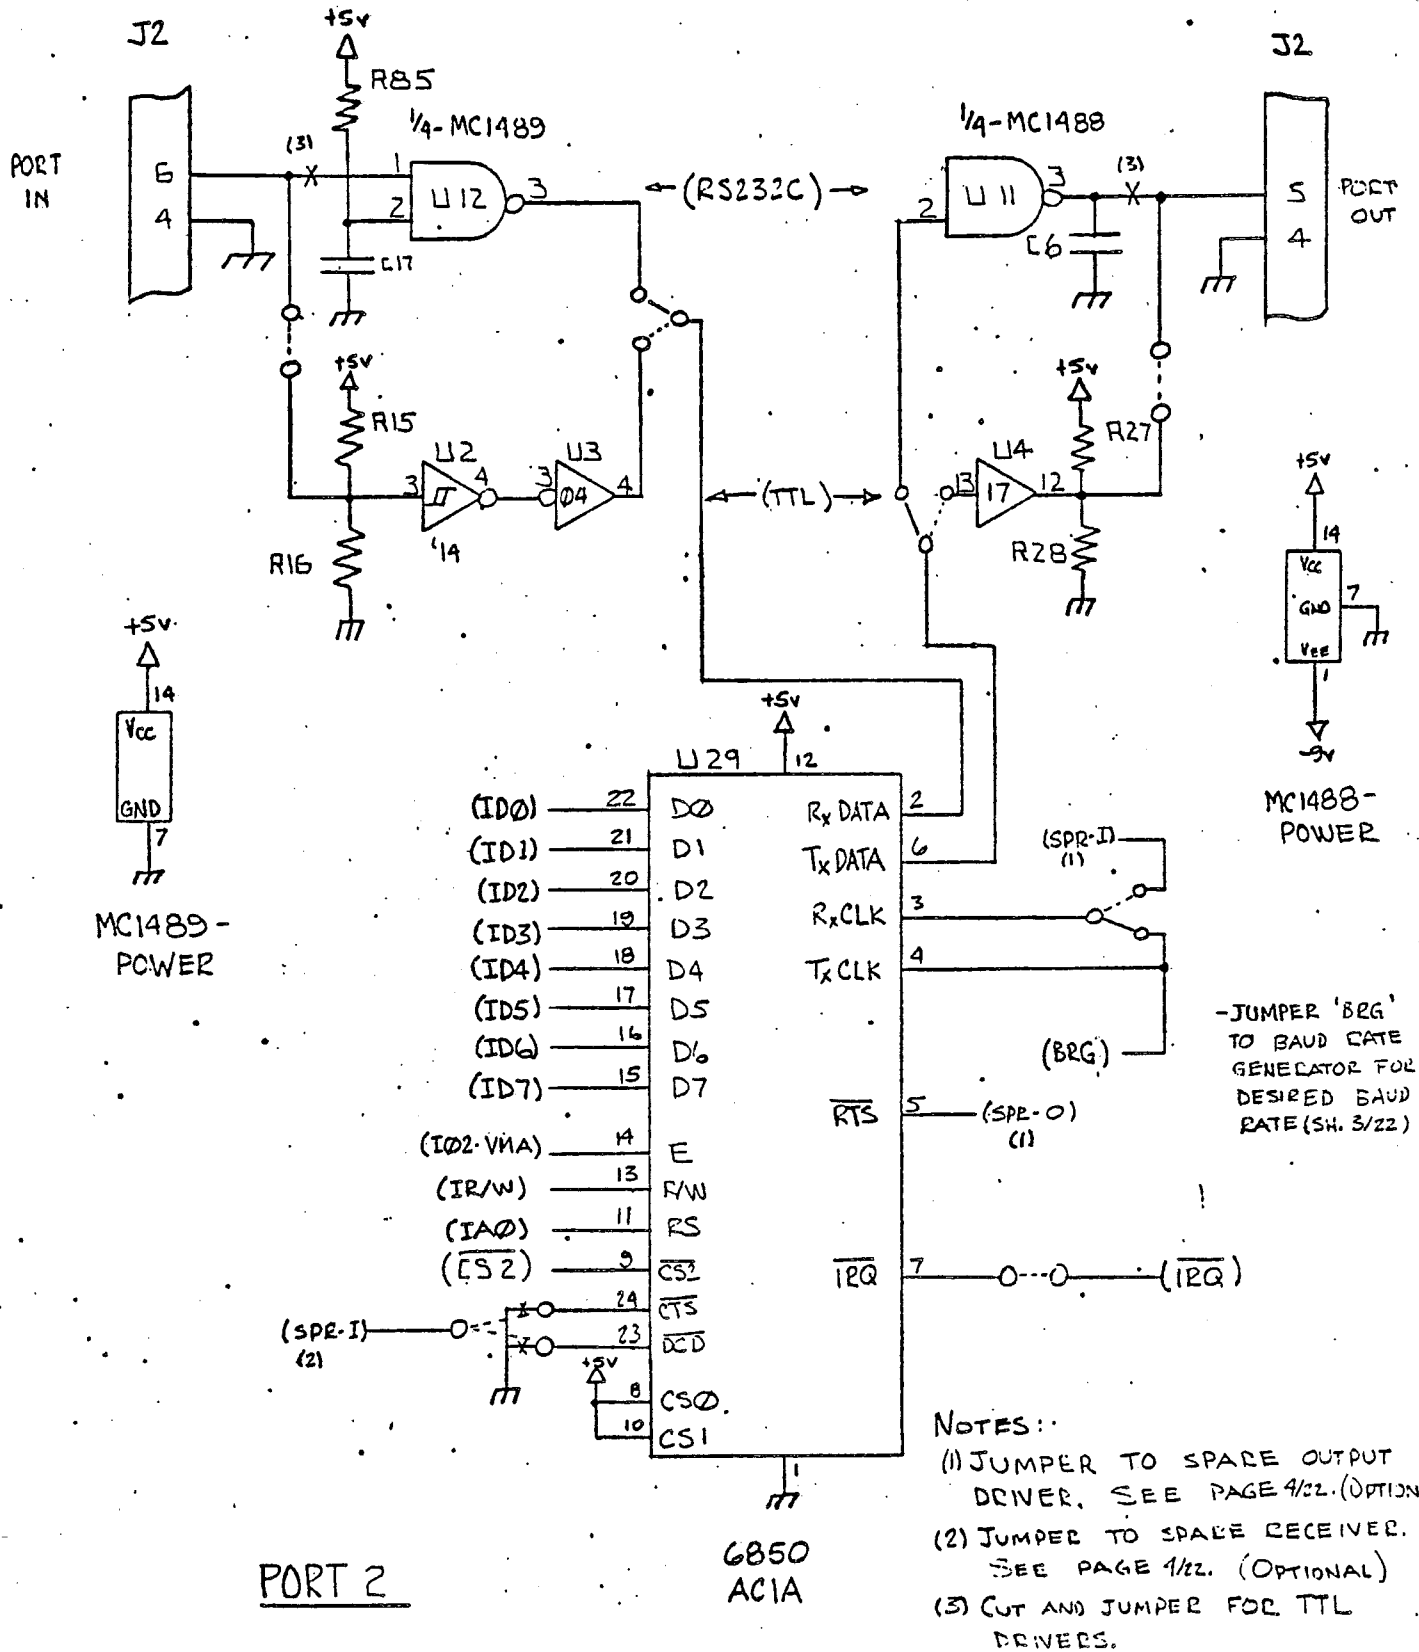 J2
+5v
R85
1/4-MC1489
(3)
PORT
IN
6
4
1
2
U12
3
C17
← (RS232C) →
1/4-MC1488
2
U11
3
(3)
C6
J2
5
4
PORT
OUT
+5v
R15
R16
3
U2
4
'14
3
U3
04
4
← (TTL) →
13
U4
17
12
+5v
R27
R28
+5v
14
Vcc
GND
7
Vee
1
-9v
MC1488-
POWER
+5v
14
Vcc
GND
7
MC1489-
POWER
+5v
12
U29
(IDØ) 22 DØ
(ID1) 21 D1
(ID2) 20 D2
(ID3) 19 D3
(ID4) 18 D4
(ID5) 17 D5
(ID6) 16 D6
(ID7) 15 D7
(IØ2·VMA) 14 E
(IR/W) 13 R/W
(IAØ) 11 RS
(CS2) 9 CS2
24 CTS
(SPR-I)
(2)
23 DCD
+5v
8 CSØ
10 CS1
1
RxDATA 2
TxDATA 6
RxCLK 3
TxCLK 4
(SPR-I)
(1)
(BRG)
RTS 5 (SPR-O)
(1)
IRQ 7 (IRQ)
-JUMPER 'BRG'
TO BAUD RATE
GENERATOR FOR
DESIRED BAUD
RATE (SH. 3/22)
6850
ACIA
PORT 2
NOTES:
(1) JUMPER TO SPARE OUTPUT
DRIVER. SEE PAGE 4/22. (OPTION
(2) JUMPER TO SPARE RECEIVER.
SEE PAGE 4/22. (OPTIONAL)
(3) CUT AND JUMPER FOR TTL
DRIVERS.